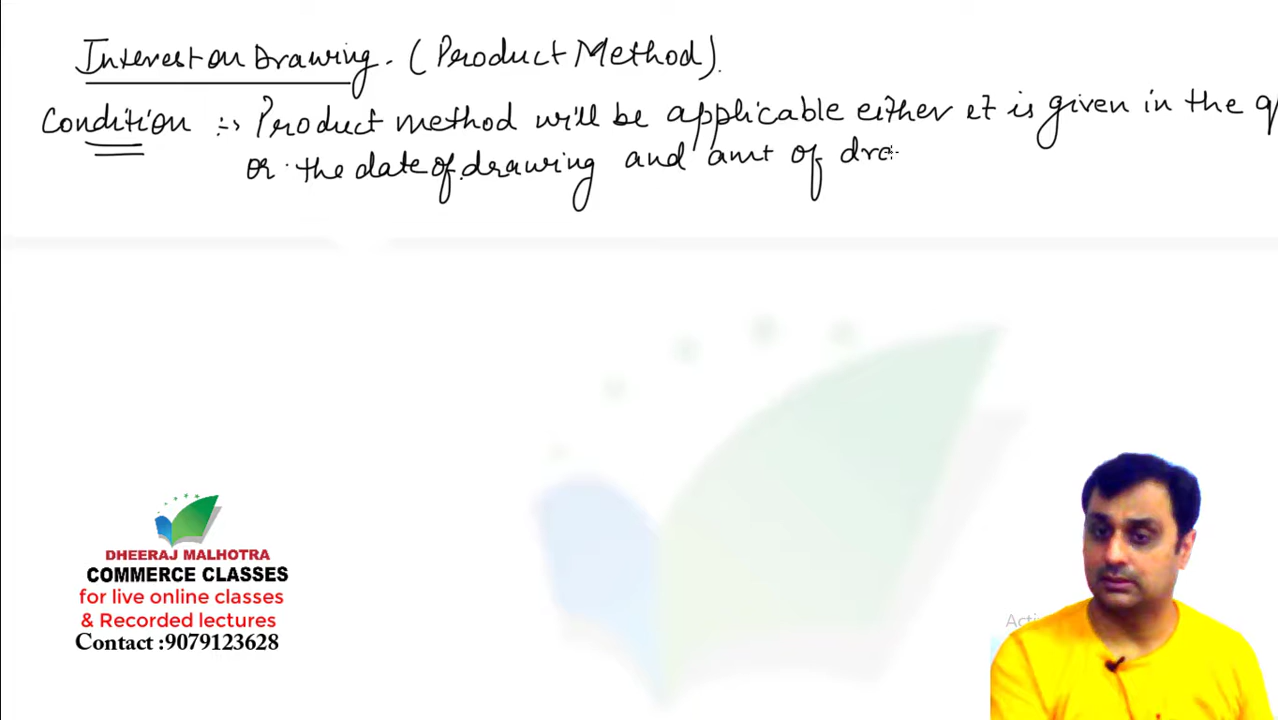 Interest on Drawing. (Product Method).
Condition :-> Product method will be applicable either it is given in the q
or the date of drawing and amt of dra
DHEERAJ MALHOTRA
COMMERCE CLASSES
for live online classes
& Recorded lectures
Contact :9079123628
Acti